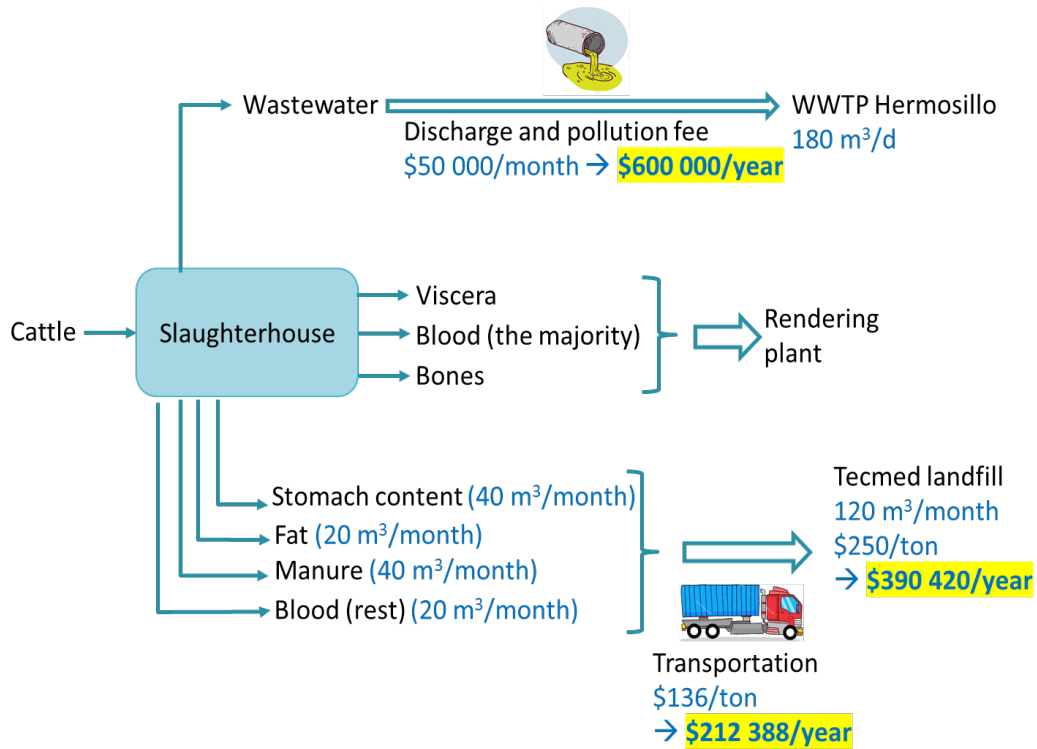 Wastewater
WWTP Hermosillo
180 m³/d
Discharge and pollution fee
$50 000/month → $600 000/year
Cattle
Slaughterhouse
Viscera
Blood (the majority)
Bones
Rendering
plant
Stomach content (40 m³/month)
Fat (20 m³/month)
Manure (40 m³/month)
Blood (rest) (20 m³/month)
Tecmed landfill
120 m³/month
$250/ton
→ $390 420/year
Transportation
$136/ton
→ $212 388/year